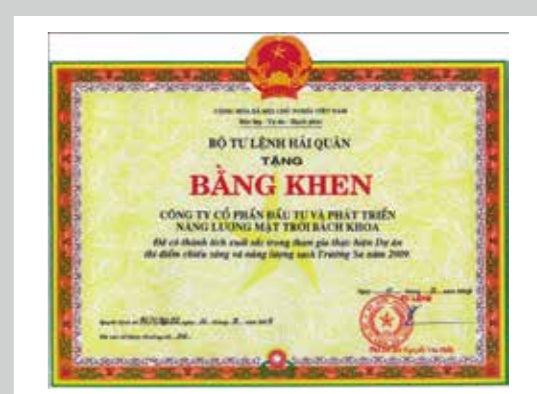 CỘNG HÒA XÃ HỘI CHỦ NGHĨA VIỆT NAM
Độc lập - Tự do - Hạnh phúc
BỘ TƯ LỆNH HẢI QUÂN
TẶNG
BẰNG KHEN
CÔNG TY CỔ PHẦN ĐẦU TƯ VÀ PHÁT TRIỂN
NĂNG LƯỢNG MẶT TRỜI BÁCH KHOA
Đã có thành tích xuất sắc trong tham gia thực hiện Dự án
thí điểm chiếu sáng và năng lượng sạch Trường Sa năm 2009